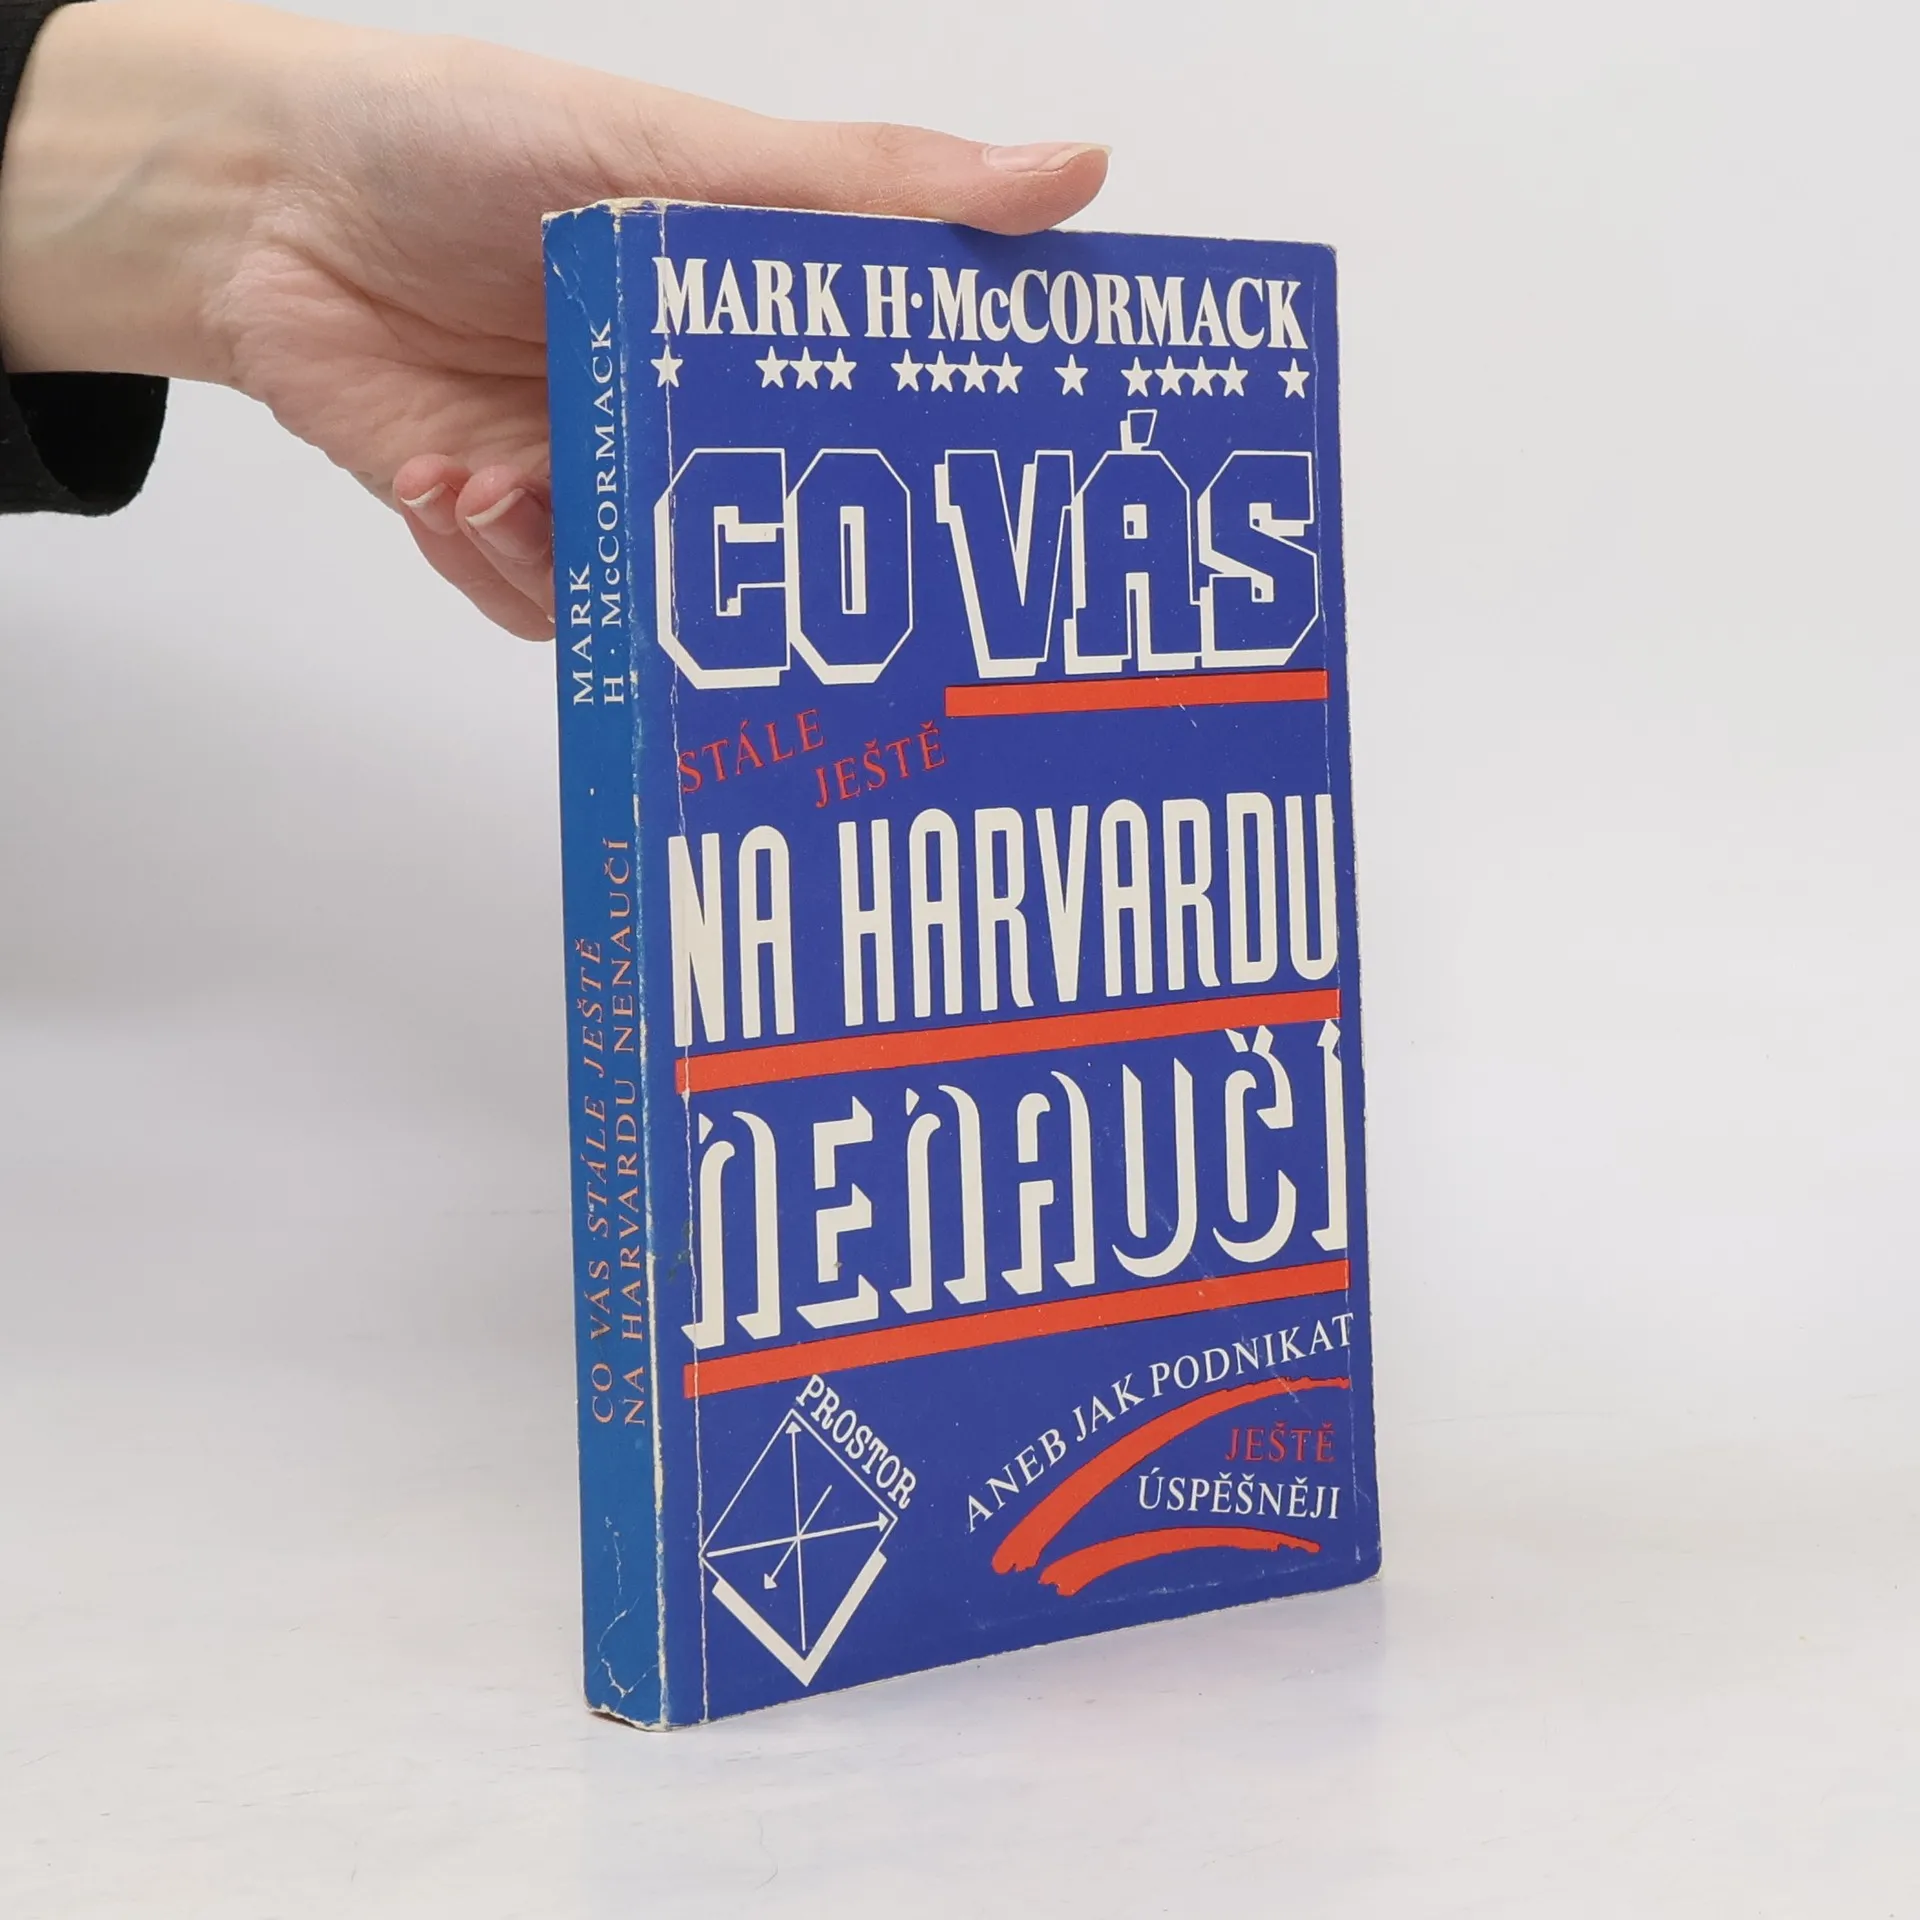 MARK H·McCORMACK
CO VÁS
STÁLE
JEŠTĚ
NA HARVARDU
NENAUČÍ
ANEB JAK PODNIKAT
JEŠTĚ
ÚSPĚŠNĚJI
PROSTOR
MARK
H·McCORMACK
·
CO VÁS STÁLE JEŠTĚ
NA HARVARDU NENAUČÍ